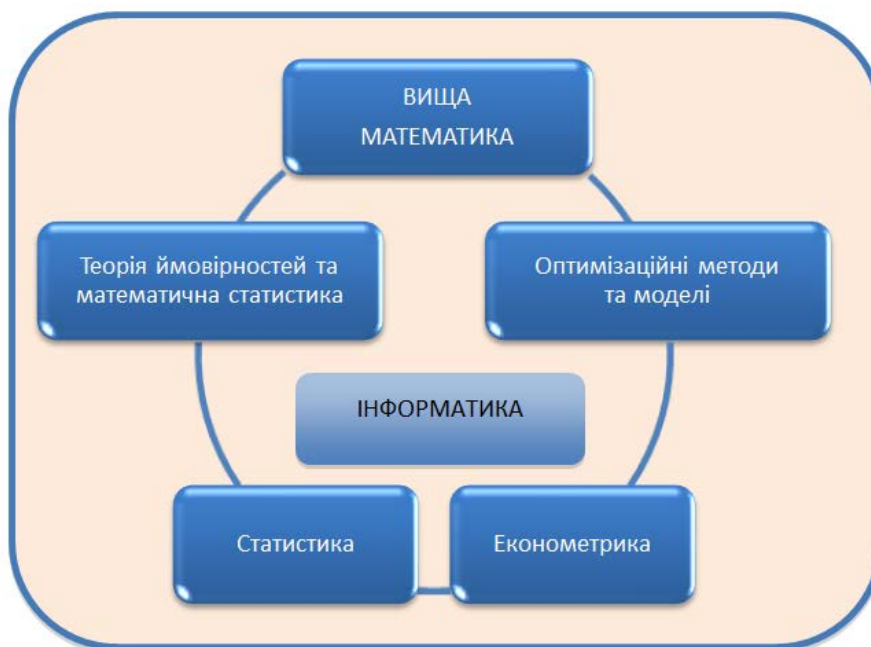 ВИЩА
МАТЕМАТИКА
Теорія ймовірностей та
математична статистика
Оптимізаційні методи
та моделі
ІНФОРМАТИКА
Статистика
Економетрика